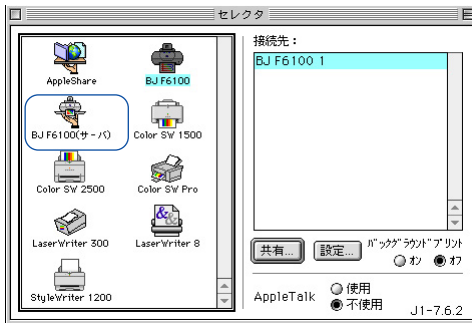 セレクタ
AppleShare
BJ F6100
BJ F6100(サーバ)
Color SW 1500
Color SW 2500
Color SW Pro
LaserWriter 300
LaserWriter 8
StyleWriter 1200
接続先：
BJ F6100 1
共有...
設定...
バックグラウンドプリント
オン
オフ
AppleTalk
使用
不使用
J1-7.6.2